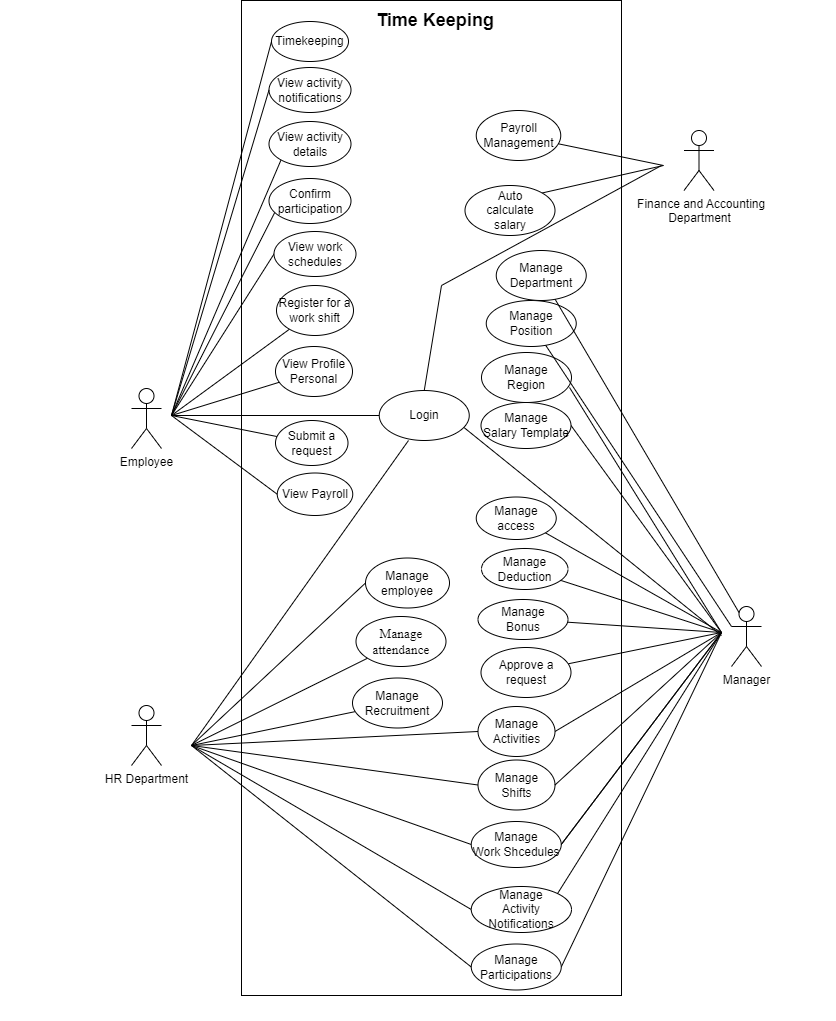 Time Keeping
Timekeeping
View activity
notifications
View activity
details
Confirm
participation
View work
schedules
Register for a
work shift
View Profile
Personal
Submit a
request
View Payroll
Login
Employee
Payroll
Management
Auto
calculate
salary
Finance and Accounting
Department
Manage
Department
Manage
Position
Manage
Region
Manage
Salary Template
Manage
access
Manage
Deduction
Manage
Bonus
Approve a
request
Manage
employee
Manage
attendance
Manage
Recruitment
Manage
Activities
Manage
Shifts
Manage
Work Shcedules
Manage
Activity
Notifications
Manage
Participations
Manager
HR Department